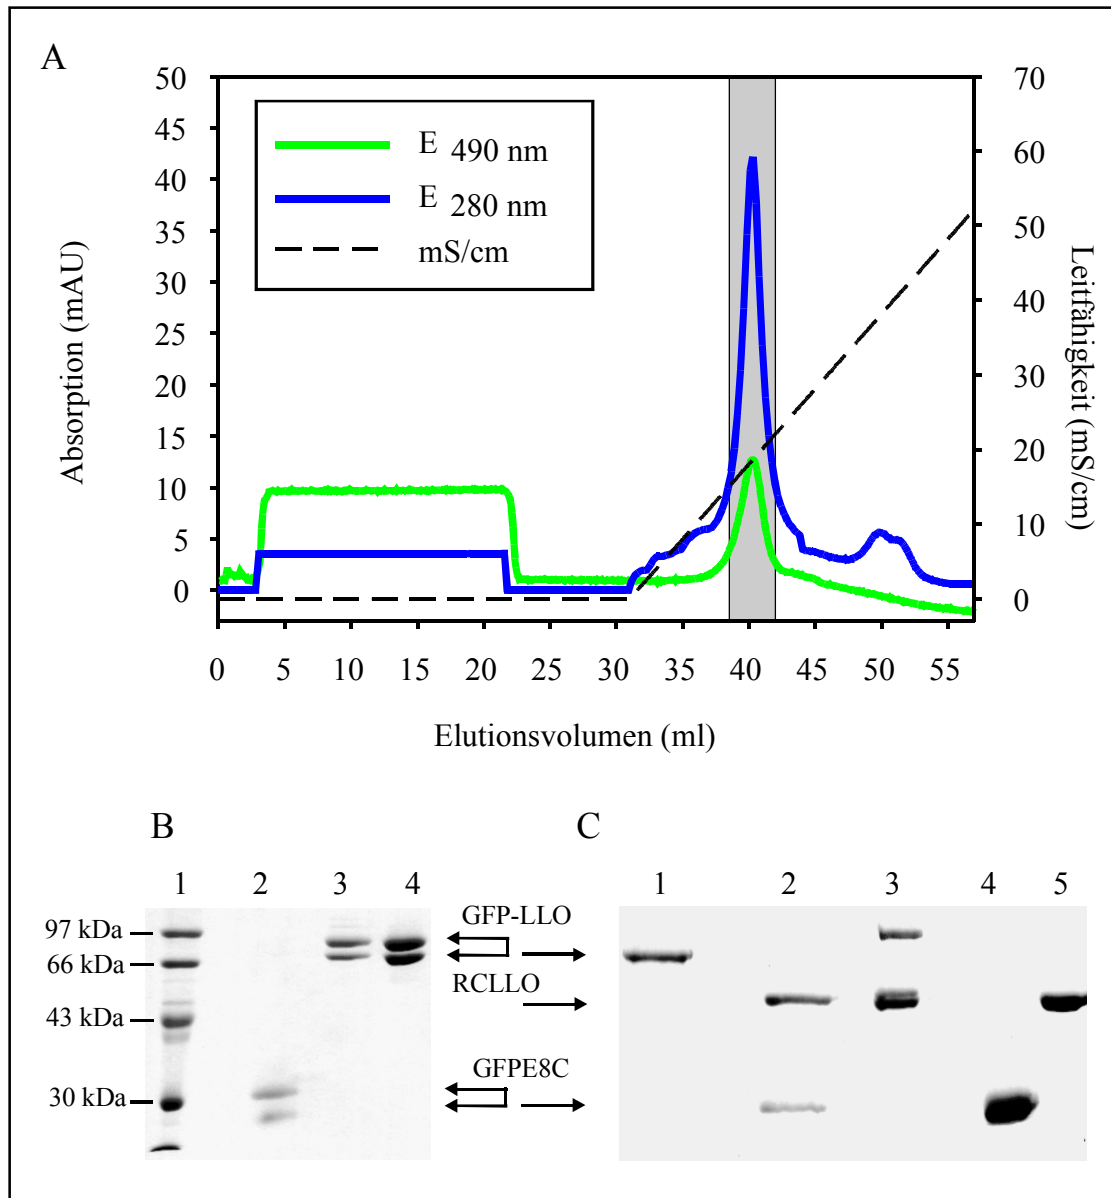 A
50
45
40
35
30
25
20
15
10
5
0
Absorption (mAU)
E 490 nm
E 280 nm
mS/cm
70
60
50
40
30
20
10
0
Leitfähigkeit (mS/cm)
0 5 10 15 20 25 30 35 40 45 50 55
Elutionsvolumen (ml)
B
1 2 3 4
97 kDa
66 kDa
43 kDa
30 kDa
GFP-LLO
RCLLO
GFPE8C
C
1 2 3 4 5